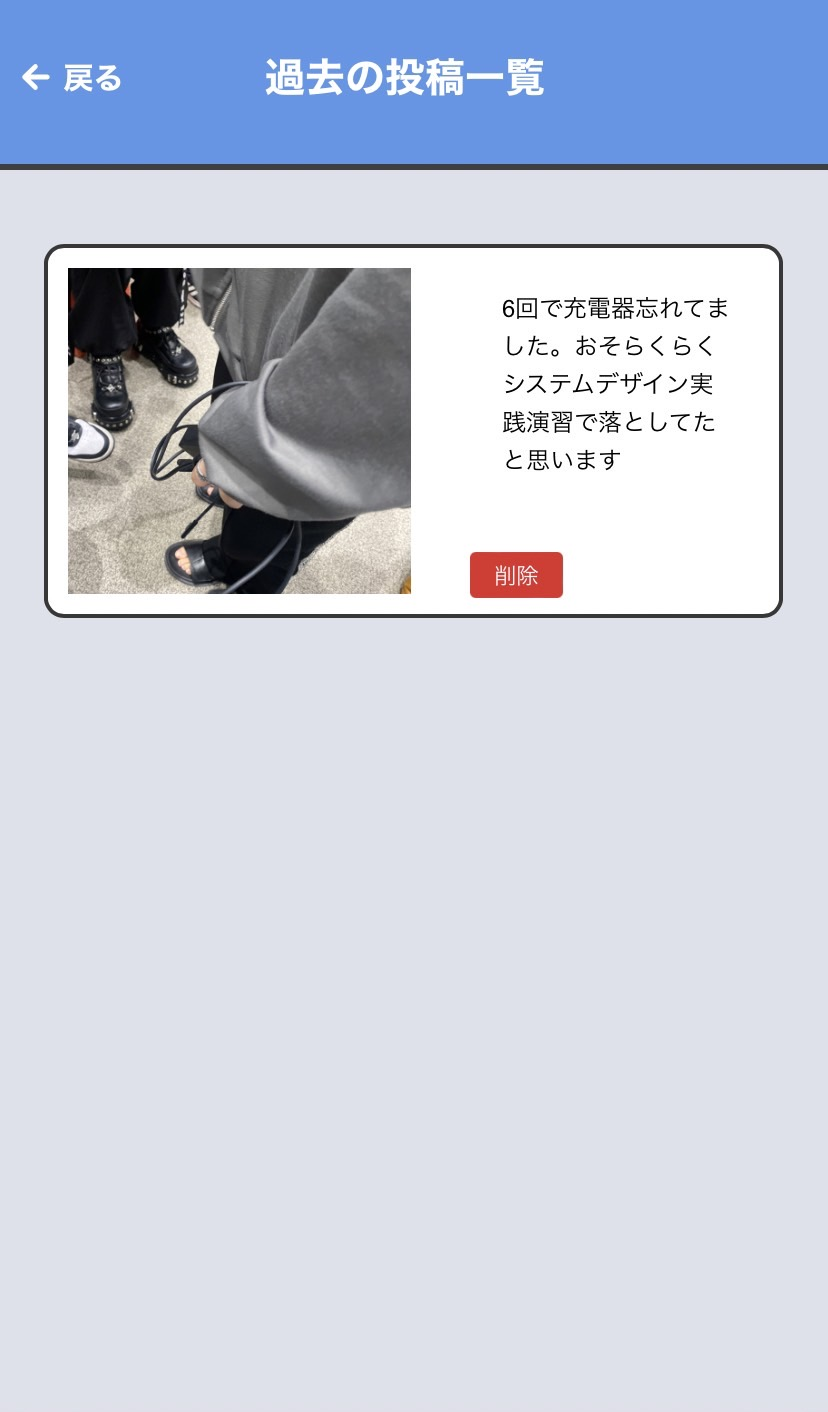 ← 戻る
過去の投稿一覧
6回で充電器忘れてま
した。おそらくらく
システムデザイン実
践演習で落としてた
と思います
削除